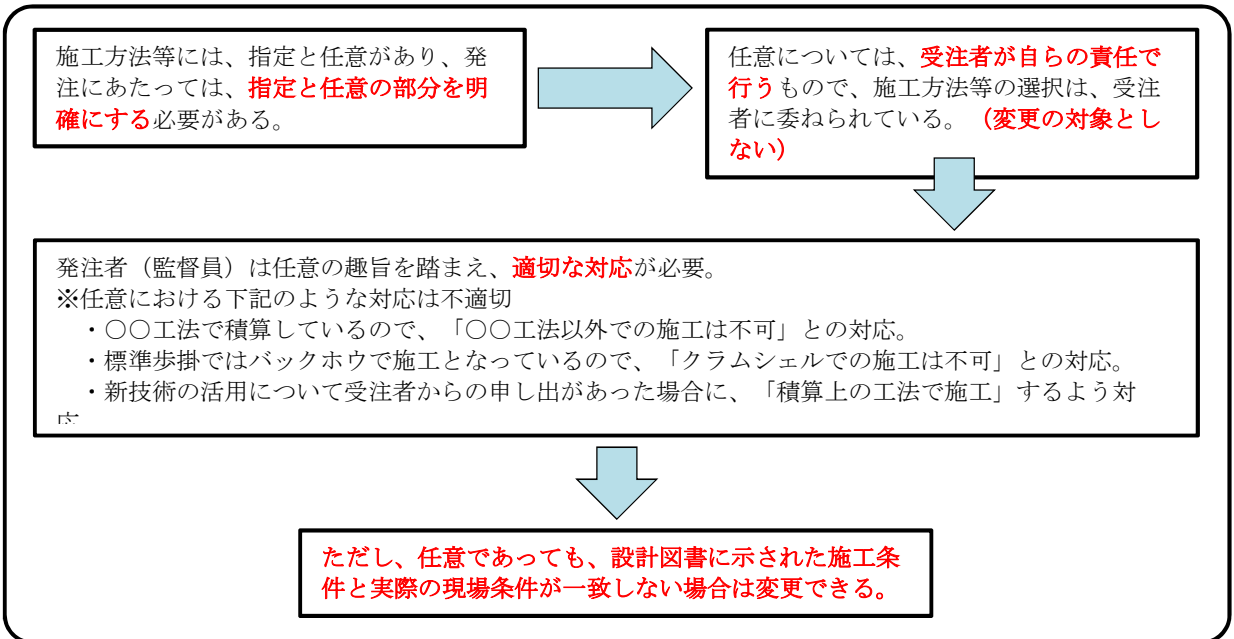 施工方法等には、指定と任意があり、発
注にあたっては、指定と任意の部分を明
確にする必要がある。
任意については、受注者が自らの責任で
行うもので、施工方法等の選択は、受注
者に委ねられている。（変更の対象とし
ない）
発注者（監督員）は任意の趣旨を踏まえ、適切な対応が必要。
※任意における下記のような対応は不適切
・〇〇工法で積算しているので、「〇〇工法以外での施工は不可」との対応。
・標準歩掛ではバックホウで施工となっているので、「クラムシェルでの施工は不可」との対応。
・新技術の活用について受注者からの申し出があった場合に、「積算上の工法で施工」するよう対
ただし、任意であっても、設計図書に示された施工条
件と実際の現場条件が一致しない場合は変更できる。